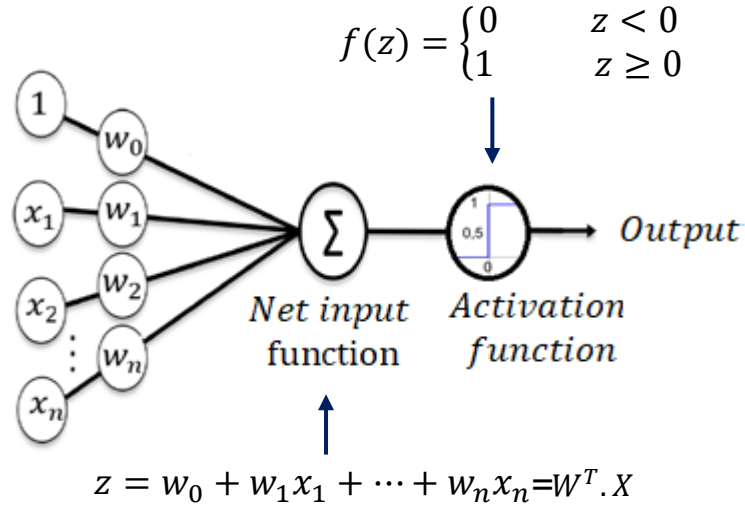 f(z) = {0 z < 0
1 z ≥ 0
1
w₀
x₁ w₁
x₂ w₂
⋮ wₙ
xₙ
Σ
1
0,5
0
Output
Net input
function
Activation
function
z = w₀ + w₁x₁ + ⋯ + wₙxₙ=Wᵀ.X